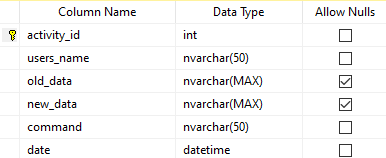 Column Name Data Type Allow Nulls
activity_id int
users_name nvarchar(50)
old_data nvarchar(MAX)
new_data nvarchar(MAX)
command nvarchar(50)
date datetime